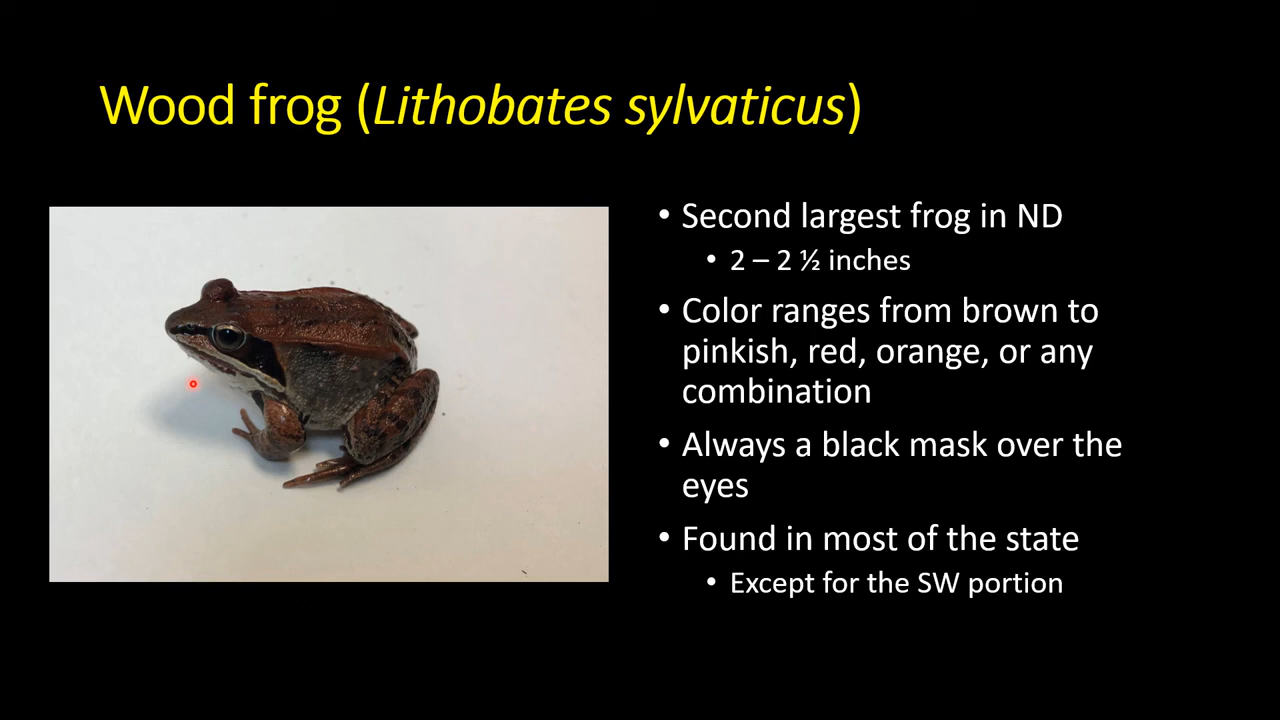 Wood frog (Lithobates sylvaticus)
• Second largest frog in ND
• 2 – 2 ½ inches
• Color ranges from brown to
pinkish, red, orange, or any
combination
• Always a black mask over the
eyes
• Found in most of the state
• Except for the SW portion